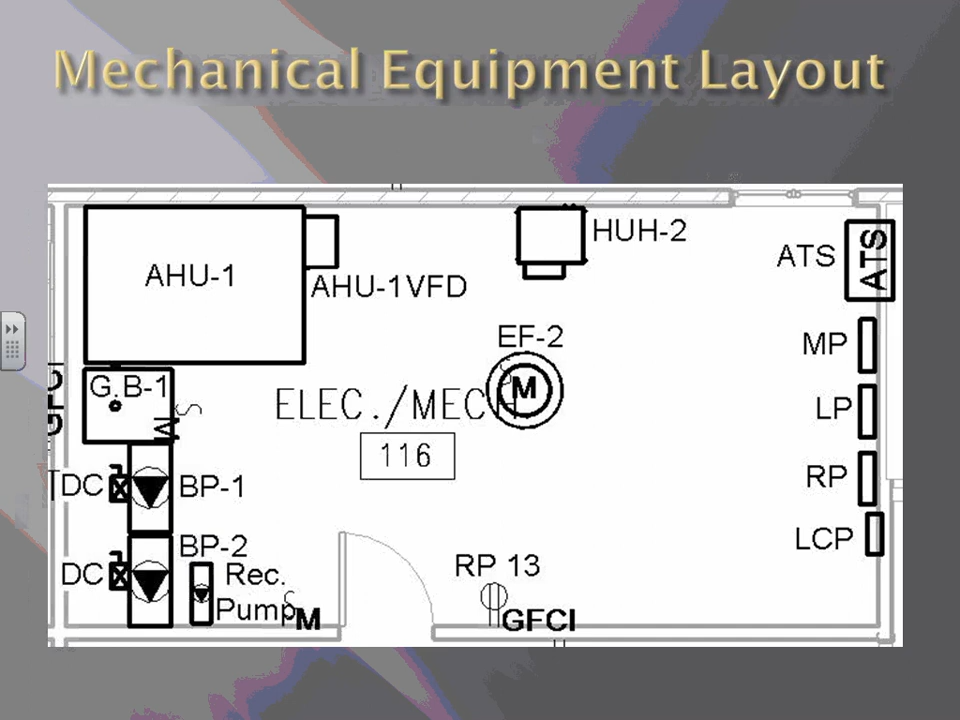 Mechanical Equipment Layout
HUH-2
ATS
ATS
AHU-1
AHU-1VFD
EF-2
MP
M
G.B-1
GFCI
ELEC./MECH.
LP
S
M
116
RP
TDC
BP-1
LCP
BP-2
DC
Rec.
Pump
S
M
RP 13
GFCI